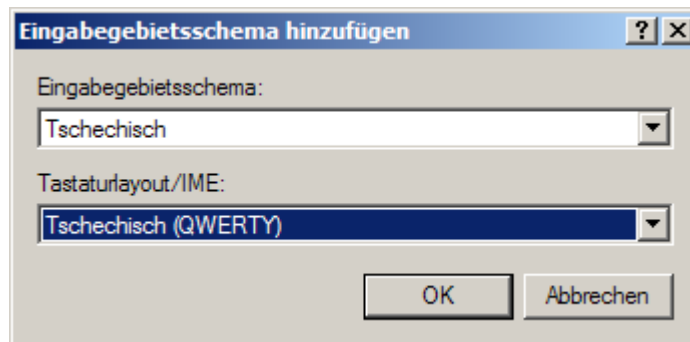 Eingabegebietsschema hinzufügen
Eingabegebietsschema:
Tschechisch
Tastaturlayout/IME:
Tschechisch (QWERTY)
OK Abbrechen